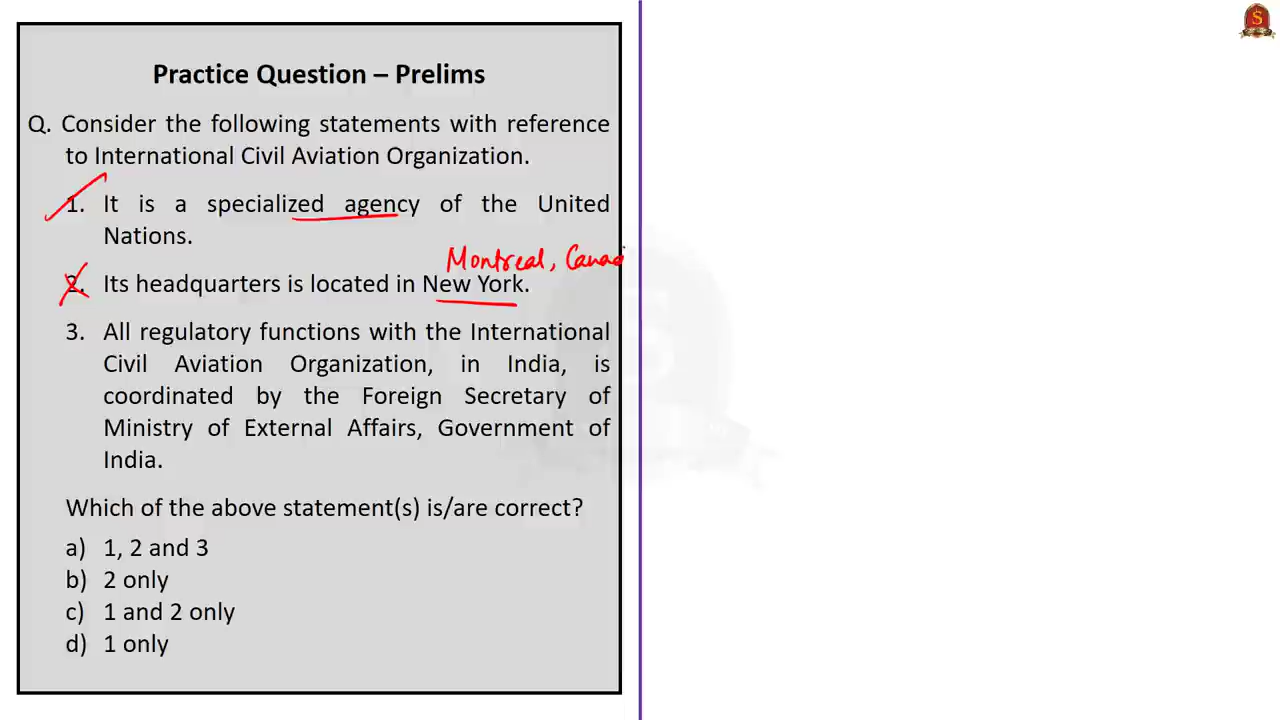 Practice Question – Prelims
Q. Consider the following statements with reference
to International Civil Aviation Organization.
1. It is a specialized agency of the United
Nations.
Montreal, Canad
2. Its headquarters is located in New York.
3. All regulatory functions with the International
Civil Aviation Organization, in India, is
coordinated by the Foreign Secretary of
Ministry of External Affairs, Government of
India.
Which of the above statement(s) is/are correct?
a) 1, 2 and 3
b) 2 only
c) 1 and 2 only
d) 1 only
S